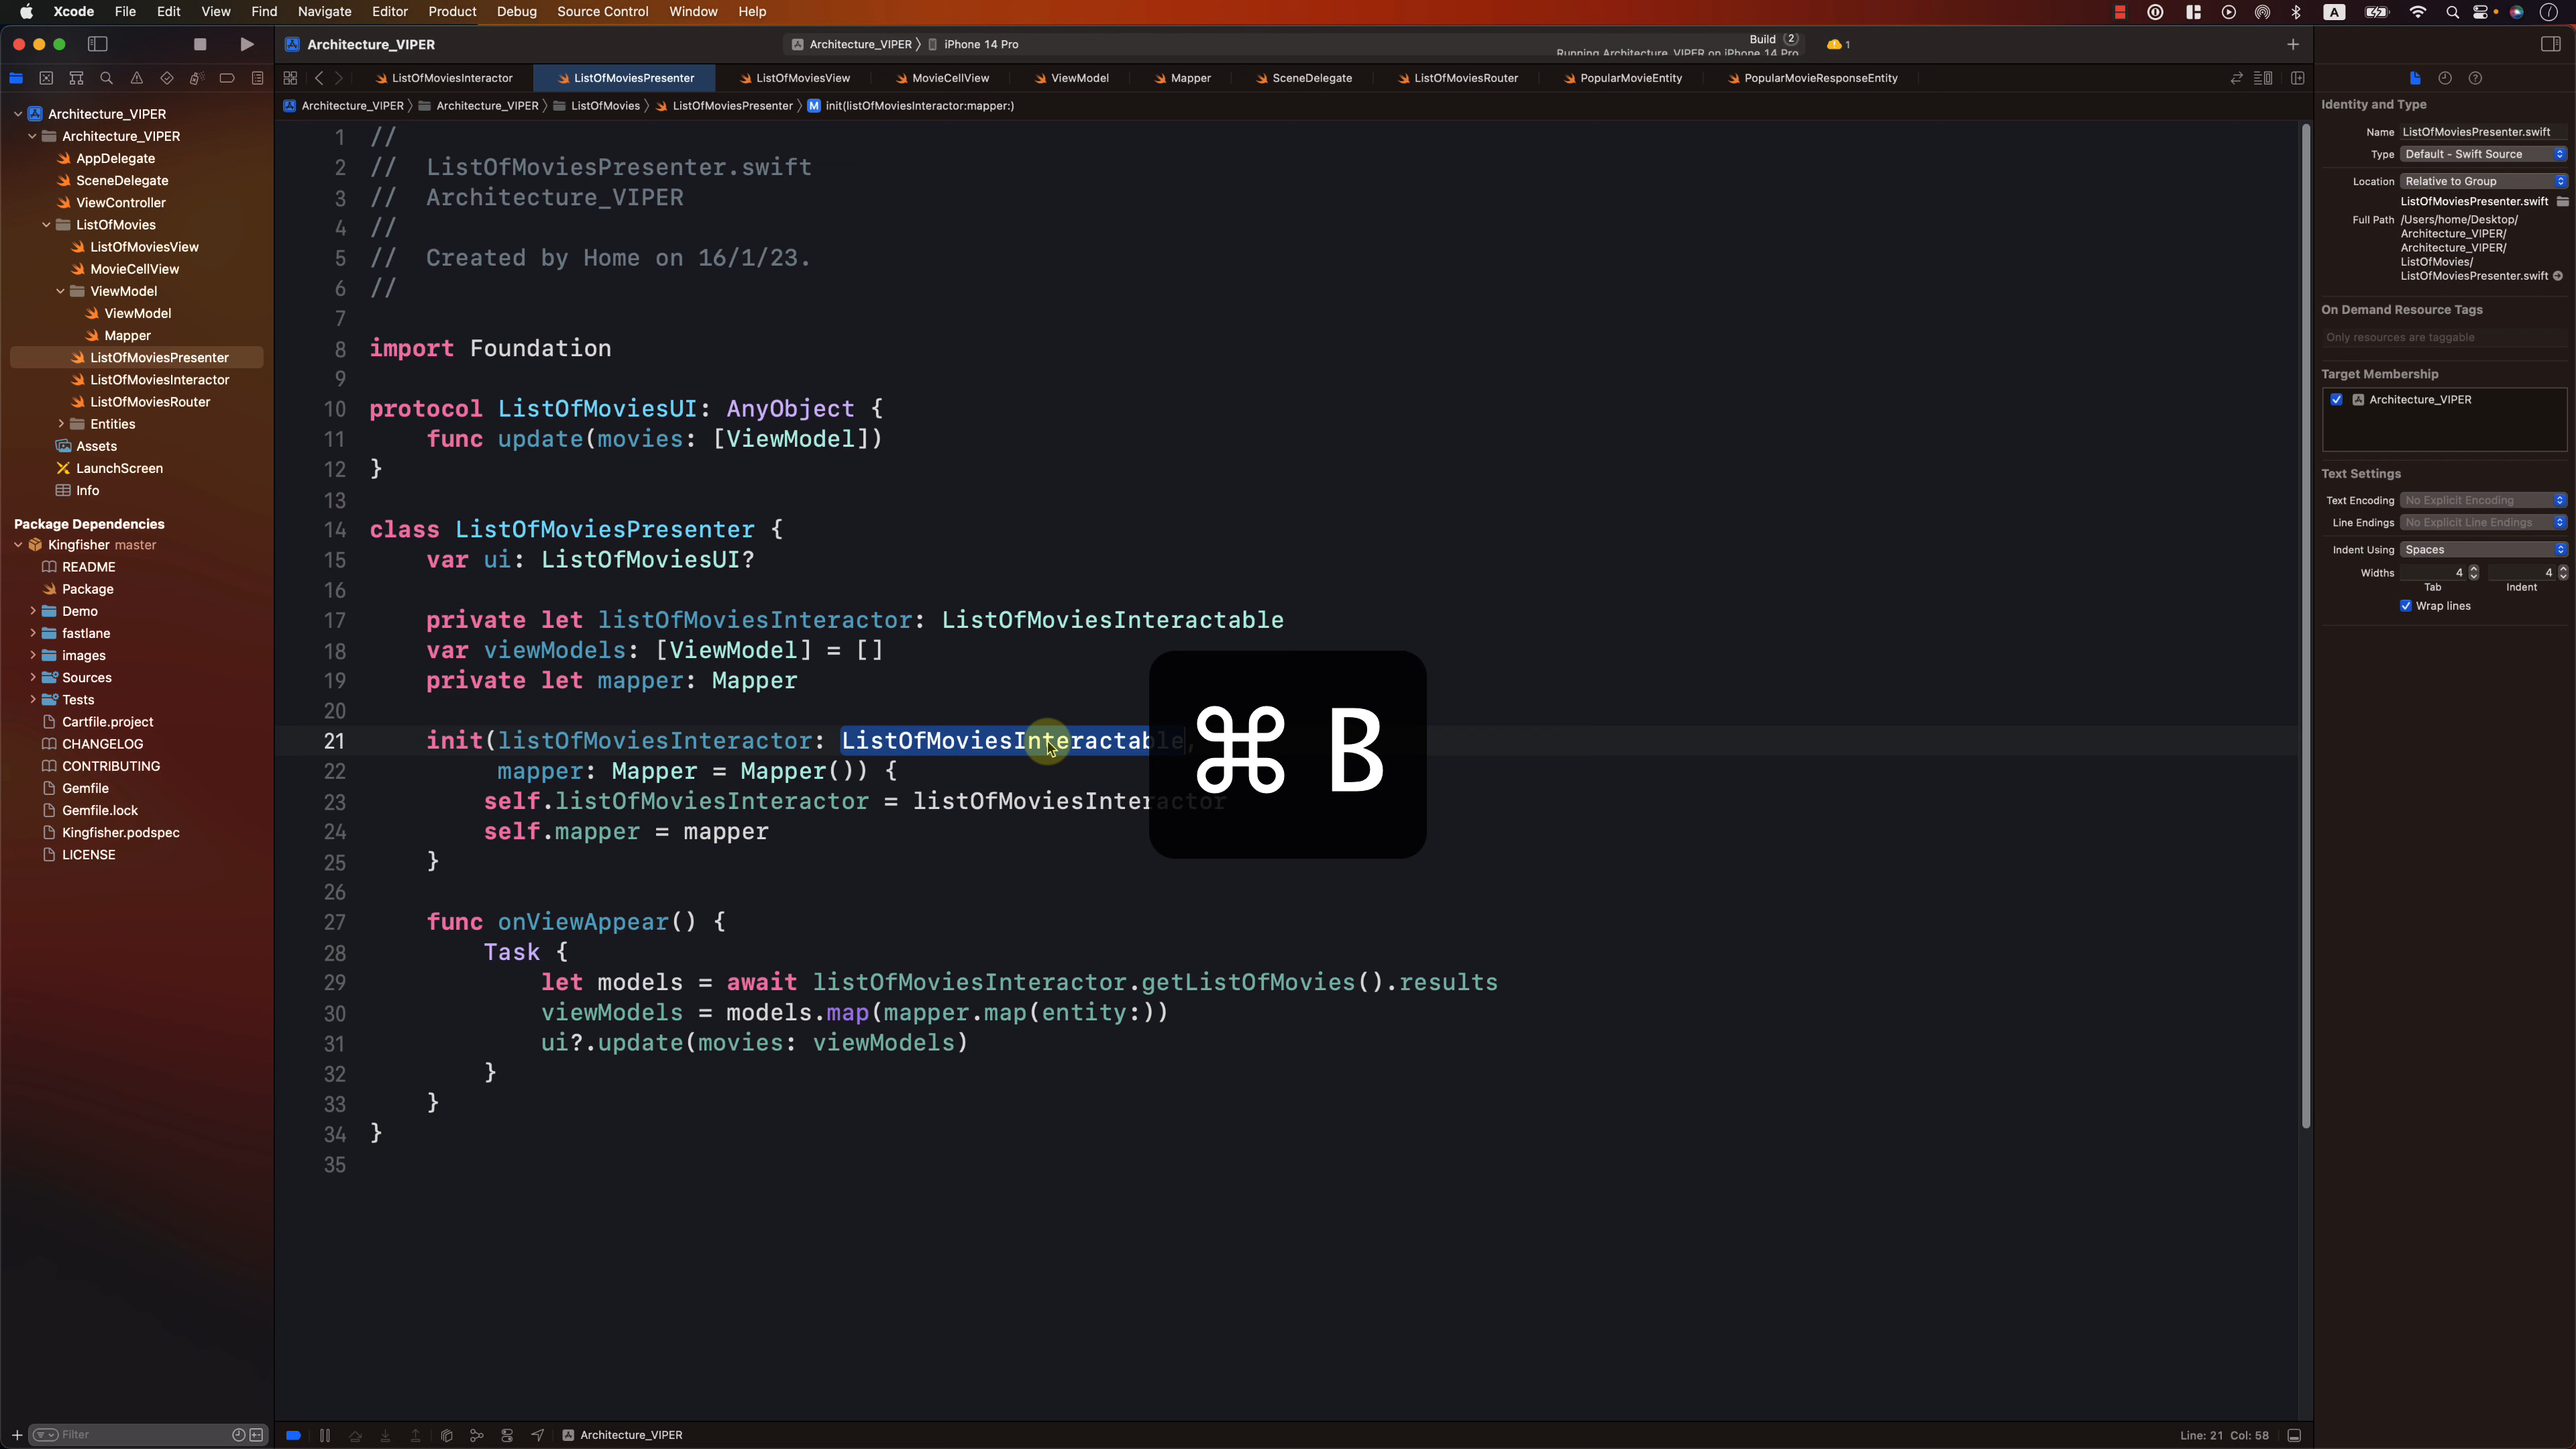 Xcode File Edit View Find Navigate Editor Product Debug Source Control Window Help
Architecture_VIPER
Architecture_VIPER iPhone 14 Pro
Build 2
Running Architecture_VIPER on iPhone 14 Pro
1
ListOfMoviesInteractor ListOfMoviesPresenter ListOfMoviesView MovieCellView ViewModel Mapper SceneDelegate ListOfMoviesRouter PopularMovieEntity PopularMovieResponseEntity
Architecture_VIPER Architecture_VIPER ListOfMovies ListOfMoviesPresenter M init(listOfMoviesInteractor:mapper:)
Architecture_VIPER
Architecture_VIPER
AppDelegate
SceneDelegate
ViewController
ListOfMovies
ListOfMoviesView
MovieCellView
ViewModel
ViewModel
Mapper
ListOfMoviesPresenter
ListOfMoviesInteractor
ListOfMoviesRouter
Entities
Assets
LaunchScreen
Info
Package Dependencies
Kingfisher master
README
Package
Demo
fastlane
images
Sources
Tests
Cartfile.project
CHANGELOG
CONTRIBUTING
Gemfile
Gemfile.lock
Kingfisher.podspec
LICENSE
Filter
1 //
2 // ListOfMoviesPresenter.swift
3 // Architecture_VIPER
4 //
5 // Created by Home on 16/1/23.
6 //
7
8 import Foundation
9
10 protocol ListOfMoviesUI: AnyObject {
11 func update(movies: [ViewModel])
12 }
13
14 class ListOfMoviesPresenter {
15 var ui: ListOfMoviesUI?
16
17 private let listOfMoviesInteractor: ListOfMoviesInteractable
18 var viewModels: [ViewModel] = []
19 private let mapper: Mapper
20
21 init(listOfMoviesInteractor: ListOfMoviesInteractable,
22 mapper: Mapper = Mapper()) {
23 self.listOfMoviesInteractor = listOfMoviesInteractor
24 self.mapper = mapper
25 }
26
27 func onViewAppear() {
28 Task {
29 let models = await listOfMoviesInteractor.getListOfMovies().results
30 viewModels = models.map(mapper.map(entity:))
31 ui?.update(movies: viewModels)
32 }
33 }
34 }
35
⌘ B
Architecture_VIPER
Line: 21 Col: 58
Identity and Type
Name ListOfMoviesPresenter.swift
Type Default - Swift Source
Location Relative to Group
ListOfMoviesPresenter.swift
Full Path /Users/home/Desktop/
Architecture_VIPER/
Architecture_VIPER/
ListOfMovies/
ListOfMoviesPresenter.swift
On Demand Resource Tags
Only resources are taggable
Target Membership
Architecture_VIPER
Text Settings
Text Encoding No Explicit Encoding
Line Endings No Explicit Line Endings
Indent Using Spaces
Widths 4 4
Tab Indent
Wrap lines